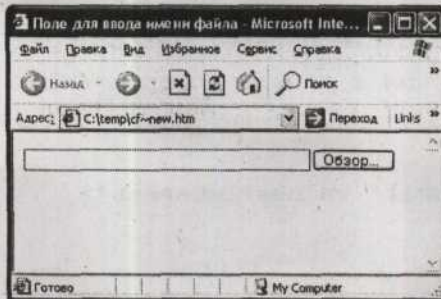 Поле для ввода имени файла - Microsoft Inte...
Файл Правка Вид Избранное Сервис Справка
Назад Поиск »
Адрес: C:\temp\cf~new.htm Переход Links »
Обзор...
Готово My Computer